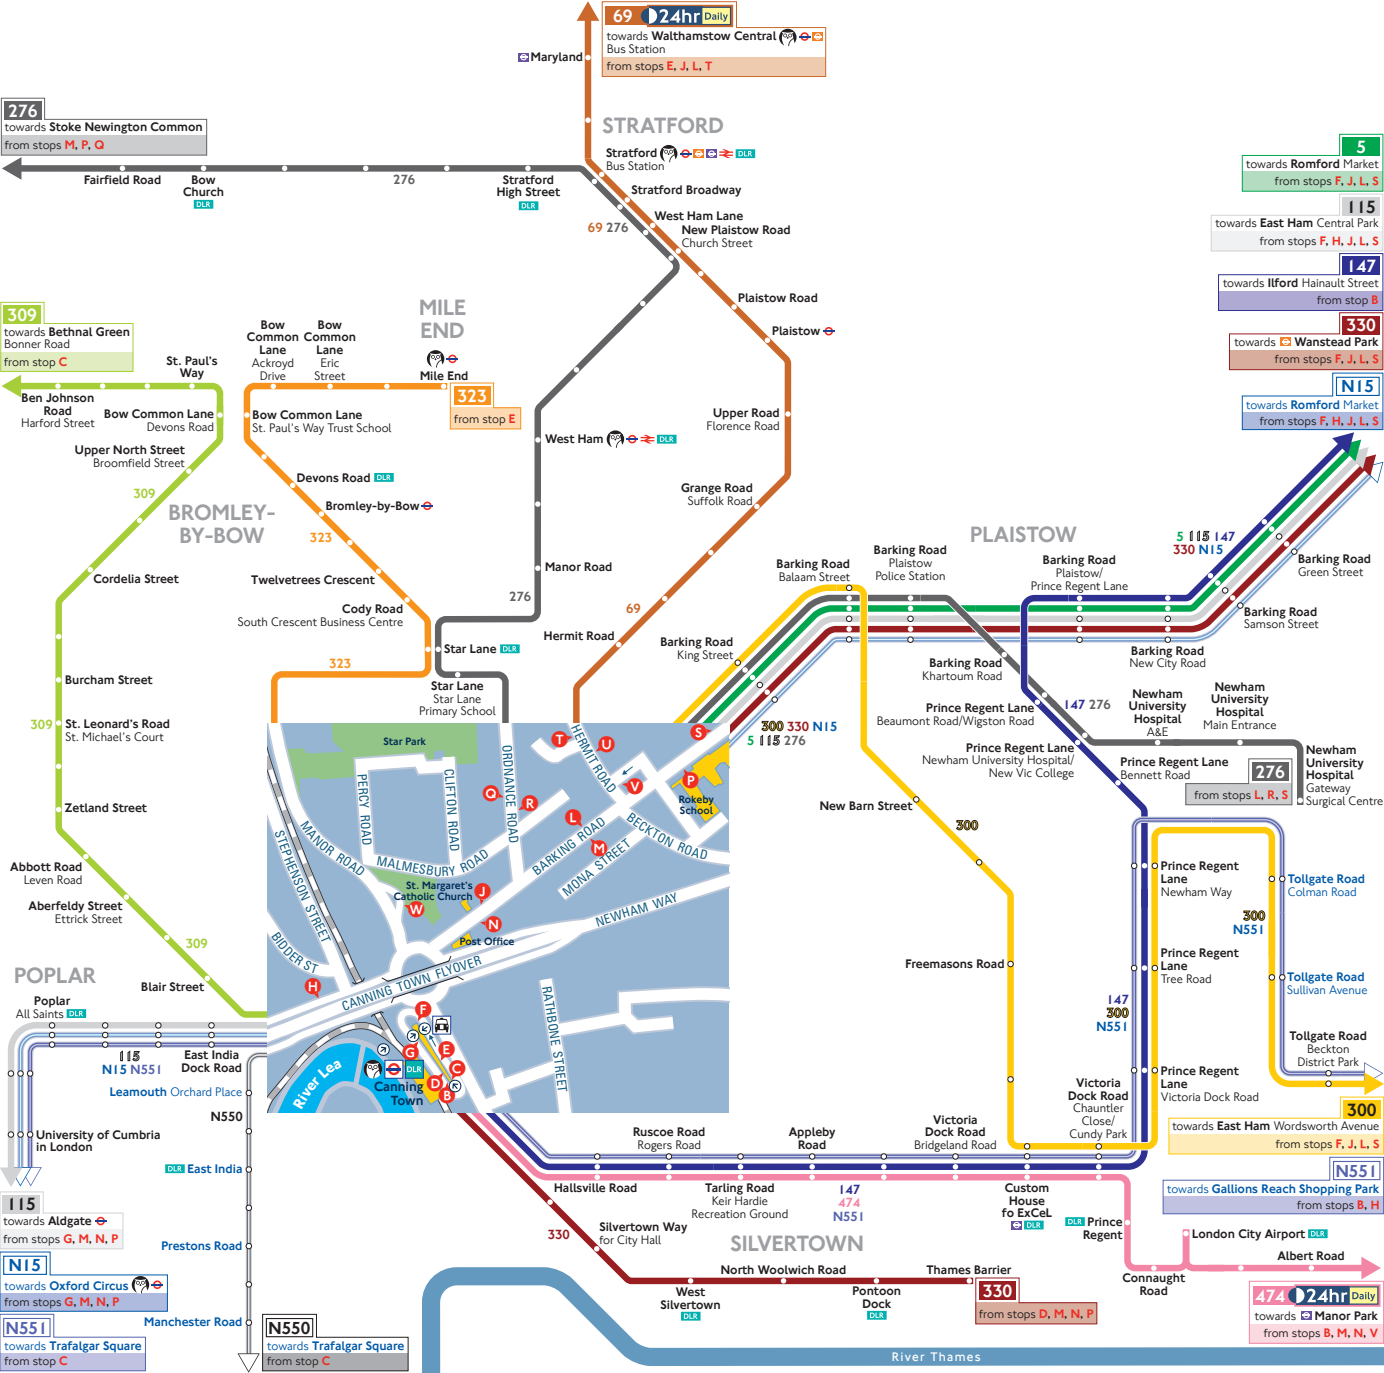 69 24hr Daily
towards Walthamstow Central
Bus Station
from stops E, J, L, T
Maryland
STRATFORD
276
towards Stoke Newington Common
from stops M, P, Q
Stratford DLR
Bus Station
Fairfield Road
Bow
Church
DLR
276
Stratford
High Street
DLR
Stratford Broadway
West Ham Lane
New Plaistow Road
Church Street
69 276
5
towards Romford Market
from stops F, J, L, S
115
towards East Ham Central Park
from stops F, H, J, L, S
147
towards Ilford Hainault Street
from stop B
330
towards Wanstead Park
from stops F, J, L, S
N15
towards Romford Market
from stops F, H, J, L, S
309
towards Bethnal Green
Bonner Road
from stop C
MILE
END
Bow
Common
Lane
Ackroyd
Drive
Bow
Common
Lane
Eric
Street
Mile End
323
from stop E
Plaistow Road
Plaistow
St. Paul's
Way
Ben Johnson
Road
Harford Street
Bow Common Lane
Devons Road
Bow Common Lane
St. Paul's Way Trust School
Upper Road
Florence Road
West Ham DLR
Upper North Street
Broomfield Street
309
BROMLEY-
BY-BOW
Devons Road DLR
Bromley-by-Bow
323
Grange Road
Suffolk Road
PLAISTOW
5 115 147
330 N15
Cordelia Street
Twelvetrees Crescent
Manor Road
Cody Road
South Crescent Business Centre
276
69
Hermit Road
Barking Road
Balaam Street
Barking Road
Plaistow
Police Station
Barking Road
Plaistow/
Prince Regent Lane
Barking Road
Green Street
Barking Road
Samson Street
Barking Road
King Street
Barking Road
Khartoum Road
Barking Road
New City Road
Star Lane DLR
323
Star Lane
Star Lane
Primary School
Burcham Street
309
St. Leonard's Road
St. Michael's Court
Prince Regent Lane
Beaumont Road/Wigston Road
147 276
Newham
University
Hospital
A&E
Newham
University
Hospital
Main Entrance
Prince Regent Lane
Newham University Hospital/
New Vic College
Prince Regent Lane
Bennett Road
Newham
University
Hospital
Gateway
Surgical Centre
276
from stops L, R, S
300 330 N15
5 115 276
Star Park
T
U
S
HERMIT ROAD
V
P
Rokeby
School
Q
R
ORDNANCE ROAD
CLIFTON ROAD
PERCY ROAD
L
M
BARKING ROAD
BECKTON ROAD
MONA STREET
MANOR ROAD
MALMESBURY ROAD
STEPHENSON STREET
St. Margaret's
Catholic Church
J
W
N
Post Office
NEWHAM WAY
BIDDER ST
H
CANNING TOWN FLYOVER
RATHBONE STREET
F
G
E
C
D
B
DLR
Canning
Town
River Lea
Zetland Street
Abbott Road
Leven Road
Aberfeldy Street
Ettrick Street
309
Blair Street
POPLAR
Poplar
All Saints DLR
115
N15 N551
East India
Dock Road
Leamouth Orchard Place
N550
University of Cumbria
in London
DLR East India
Prestons Road
Manchester Road
New Barn Street
300
Freemasons Road
Prince Regent
Lane
Newham Way
Prince Regent
Lane
Tree Road
147
300
N551
Prince Regent
Lane
Victoria Dock Road
Tollgate Road
Colman Road
300
N551
Tollgate Road
Sullivan Avenue
Tollgate Road
Beckton
District Park
Victoria
Dock Road
Chauntler
Close/
Cundy Park
Victoria
Dock Road
Bridgeland Road
Appleby
Road
Ruscoe Road
Rogers Road
300
towards East Ham Wordsworth Avenue
from stops F, J, L, S
N551
towards Gallions Reach Shopping Park
from stops B, H
Hallsville Road
Tarling Road
Keir Hardie
Recreation Ground
147
474
N551
Custom
House
fo ExCeL
DLR
DLR Prince
Regent
London City Airport DLR
Albert Road
Connaught
Road
474 24hr Daily
towards Manor Park
from stops B, M, N, V
330
Silvertown Way
for City Hall
SILVERTOWN
North Woolwich Road
Thames Barrier
West
Silvertown
DLR
Pontoon
Dock
DLR
330
from stops D, M, N, P
115
towards Aldgate
from stops G, M, N, P
N15
towards Oxford Circus
from stops G, M, N, P
N551
towards Trafalgar Square
from stop C
N550
towards Trafalgar Square
from stop C
River Thames